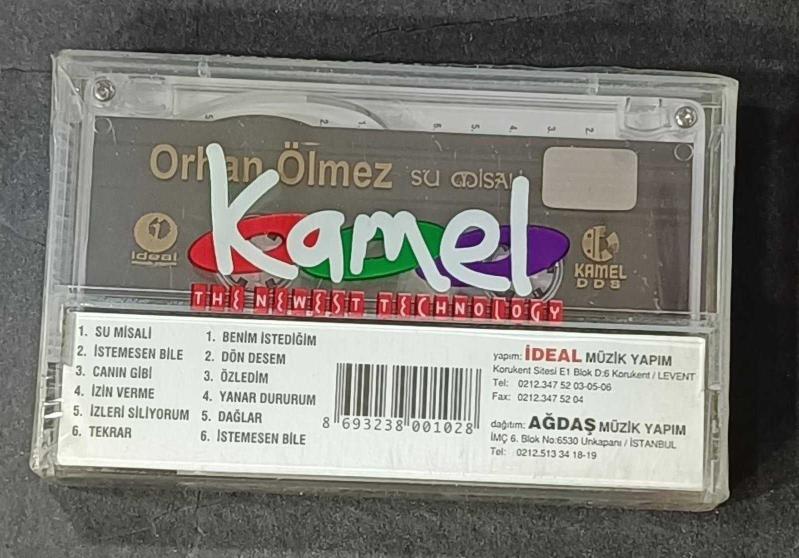 Orhan Ölmez SU MİSALİ
Kamel
ideal
KAMEL
DDS
THE NEWEST TECHNOLOGY
1. SU MİSALİ
2. İSTEMESEN BİLE
3. CANIN GİBİ
4. İZİN VERME
5. İZLERİ SİLİYORUM
6. TEKRAR
1. BENİM İSTEDİĞİM
2. DÖN DESEM
3. ÖZLEDİM
4. YANAR DURURUM
5. DAĞLAR
6. İSTEMESEN BİLE
8 693238 001028
yapım: İDEAL MÜZİK YAPIM
Korukent Sitesi E1 Blok D:6 Korukent / LEVENT
Tel: 0212.347 52 03-05-06
Fax: 0212.347 52 04
dağıtım: AĞDAŞ MÜZİK YAPIM
İMÇ 6. Blok No:6530 Unkapanı / İSTANBUL
Tel: 0212.513 34 18-19